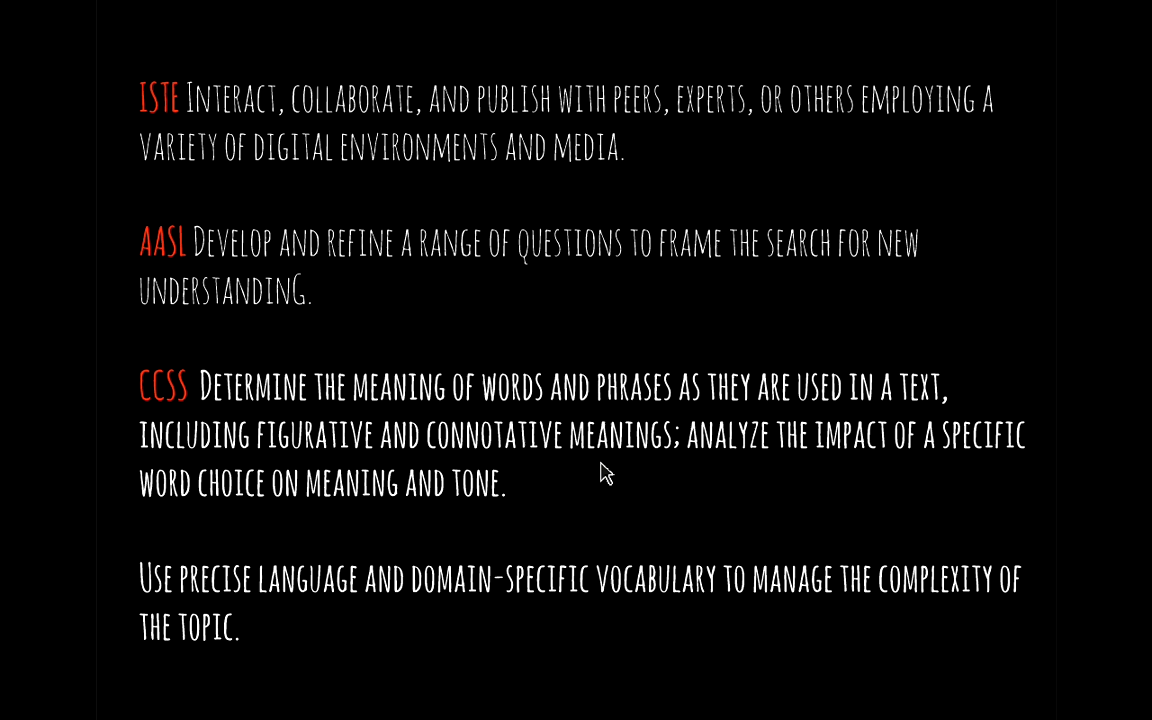 ISTE Interact, collaborate, and publish with peers, experts, or others employing a
variety of digital environments and media.
AASL Develop and refine a range of questions to frame the search for new
understanding.
CCSS Determine the meaning of words and phrases as they are used in a text,
including figurative and connotative meanings; analyze the impact of a specific
word choice on meaning and tone.
Use precise language and domain-specific vocabulary to manage the complexity of
the topic.